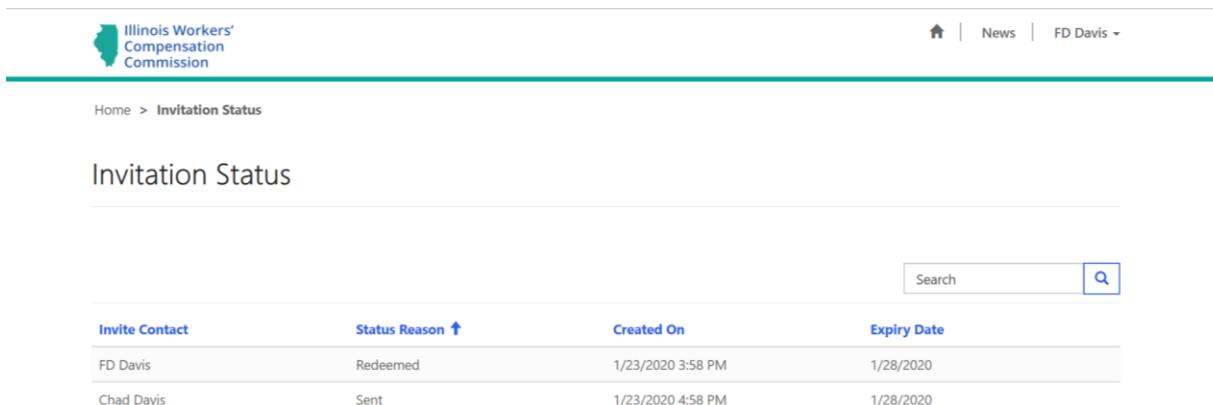 Illinois Workers'
Compensation
Commission
News
FD Davis
Home > Invitation Status
Invitation Status
Search
Invite Contact Status Reason Created On Expiry Date
FD Davis Redeemed 1/23/2020 3:58 PM 1/28/2020
Chad Davis Sent 1/23/2020 4:58 PM 1/28/2020